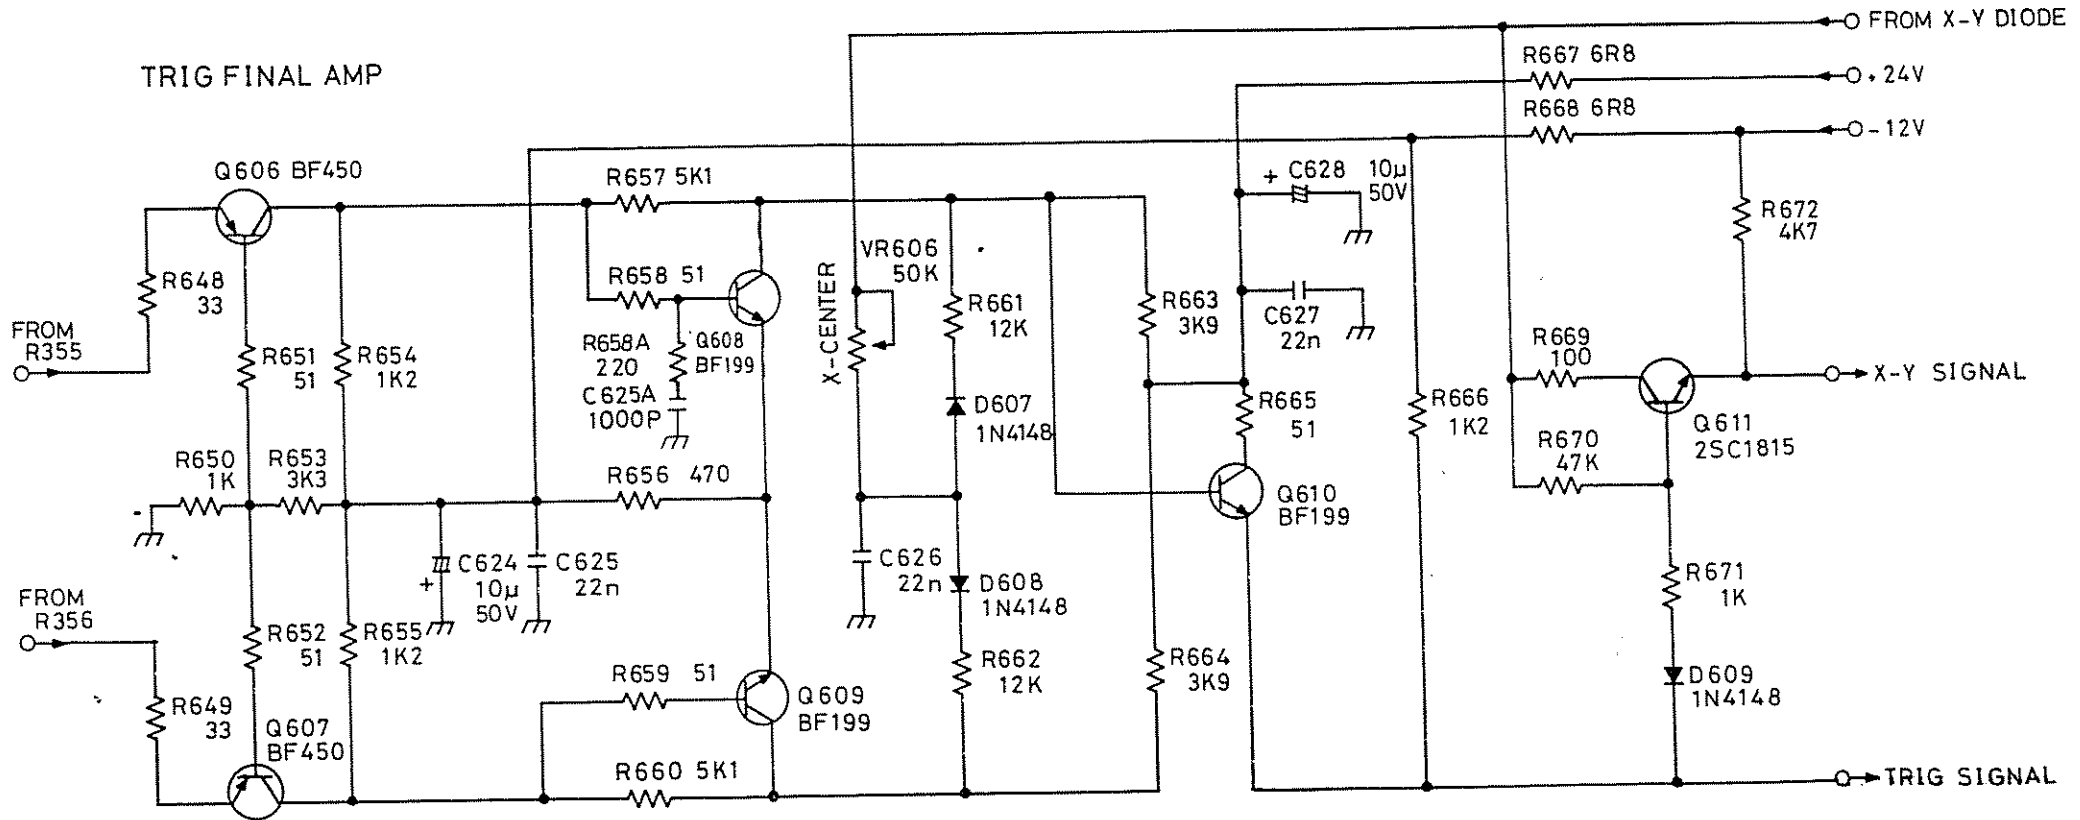 FROM X-Y DIODE
R667 6R8
+24V
TRIG FINAL AMP
R668 6R8
-12V
Q606 BF450
R657 5K1
+ C628 10µ
50V
R672
4K7
VR606
50K
X-CENTER
R648
33
R658 51
R661
12K
R663
3K9
C627
22n
FROM
R355
R651
51
R654
1K2
R658A
220
Q608
BF199
R669
100
X-Y SIGNAL
C625A
1000P
D607
1N4148
R665
51
R666
1K2
Q611
2SC1815
R670
47K
R650
1K
R653
3K3
R656 470
Q610
BF199
C624
+ 10µ
50V
C625
22n
C626
22n
D608
1N4148
R671
1K
FROM
R356
R652
51
R655
1K2
R659 51
R662
12K
R664
3K9
D609
1N4148
R649
33
Q607
BF450
Q609
BF199
R660 5K1
TRIG SIGNAL